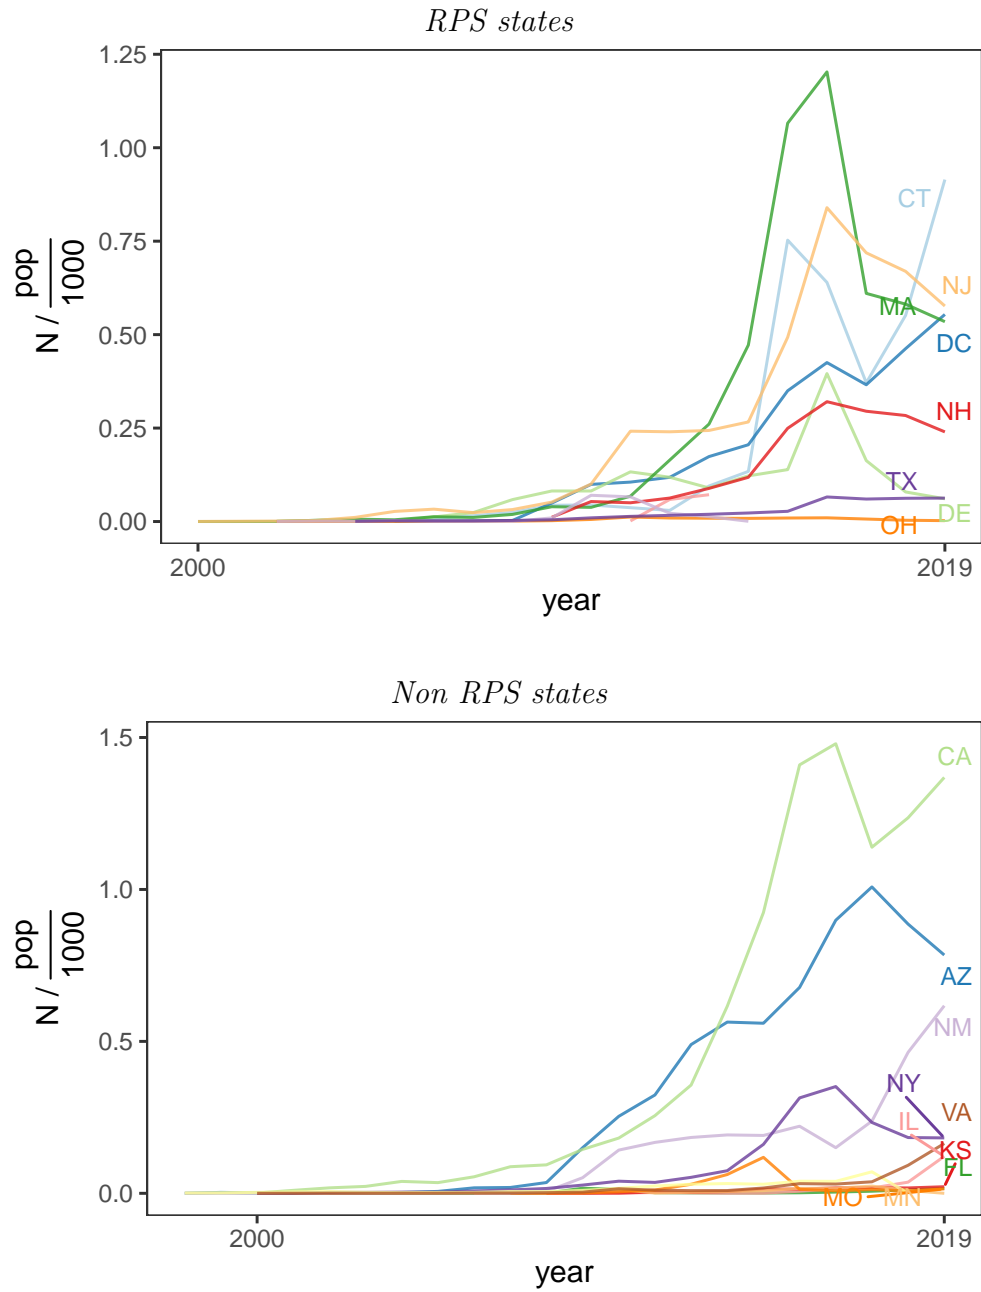 RPS states
1.25
1.00
0.75
0.50
0.25
0.00
N / pop
1000
CT
NJ
MA
DC
NH
TX
DE
OH
2000
2019
year
Non RPS states
1.5
1.0
0.5
0.0
N / pop
1000
CA
AZ
NM
NY
VA
IL
KS
FL
MO
MN
2000
2019
year